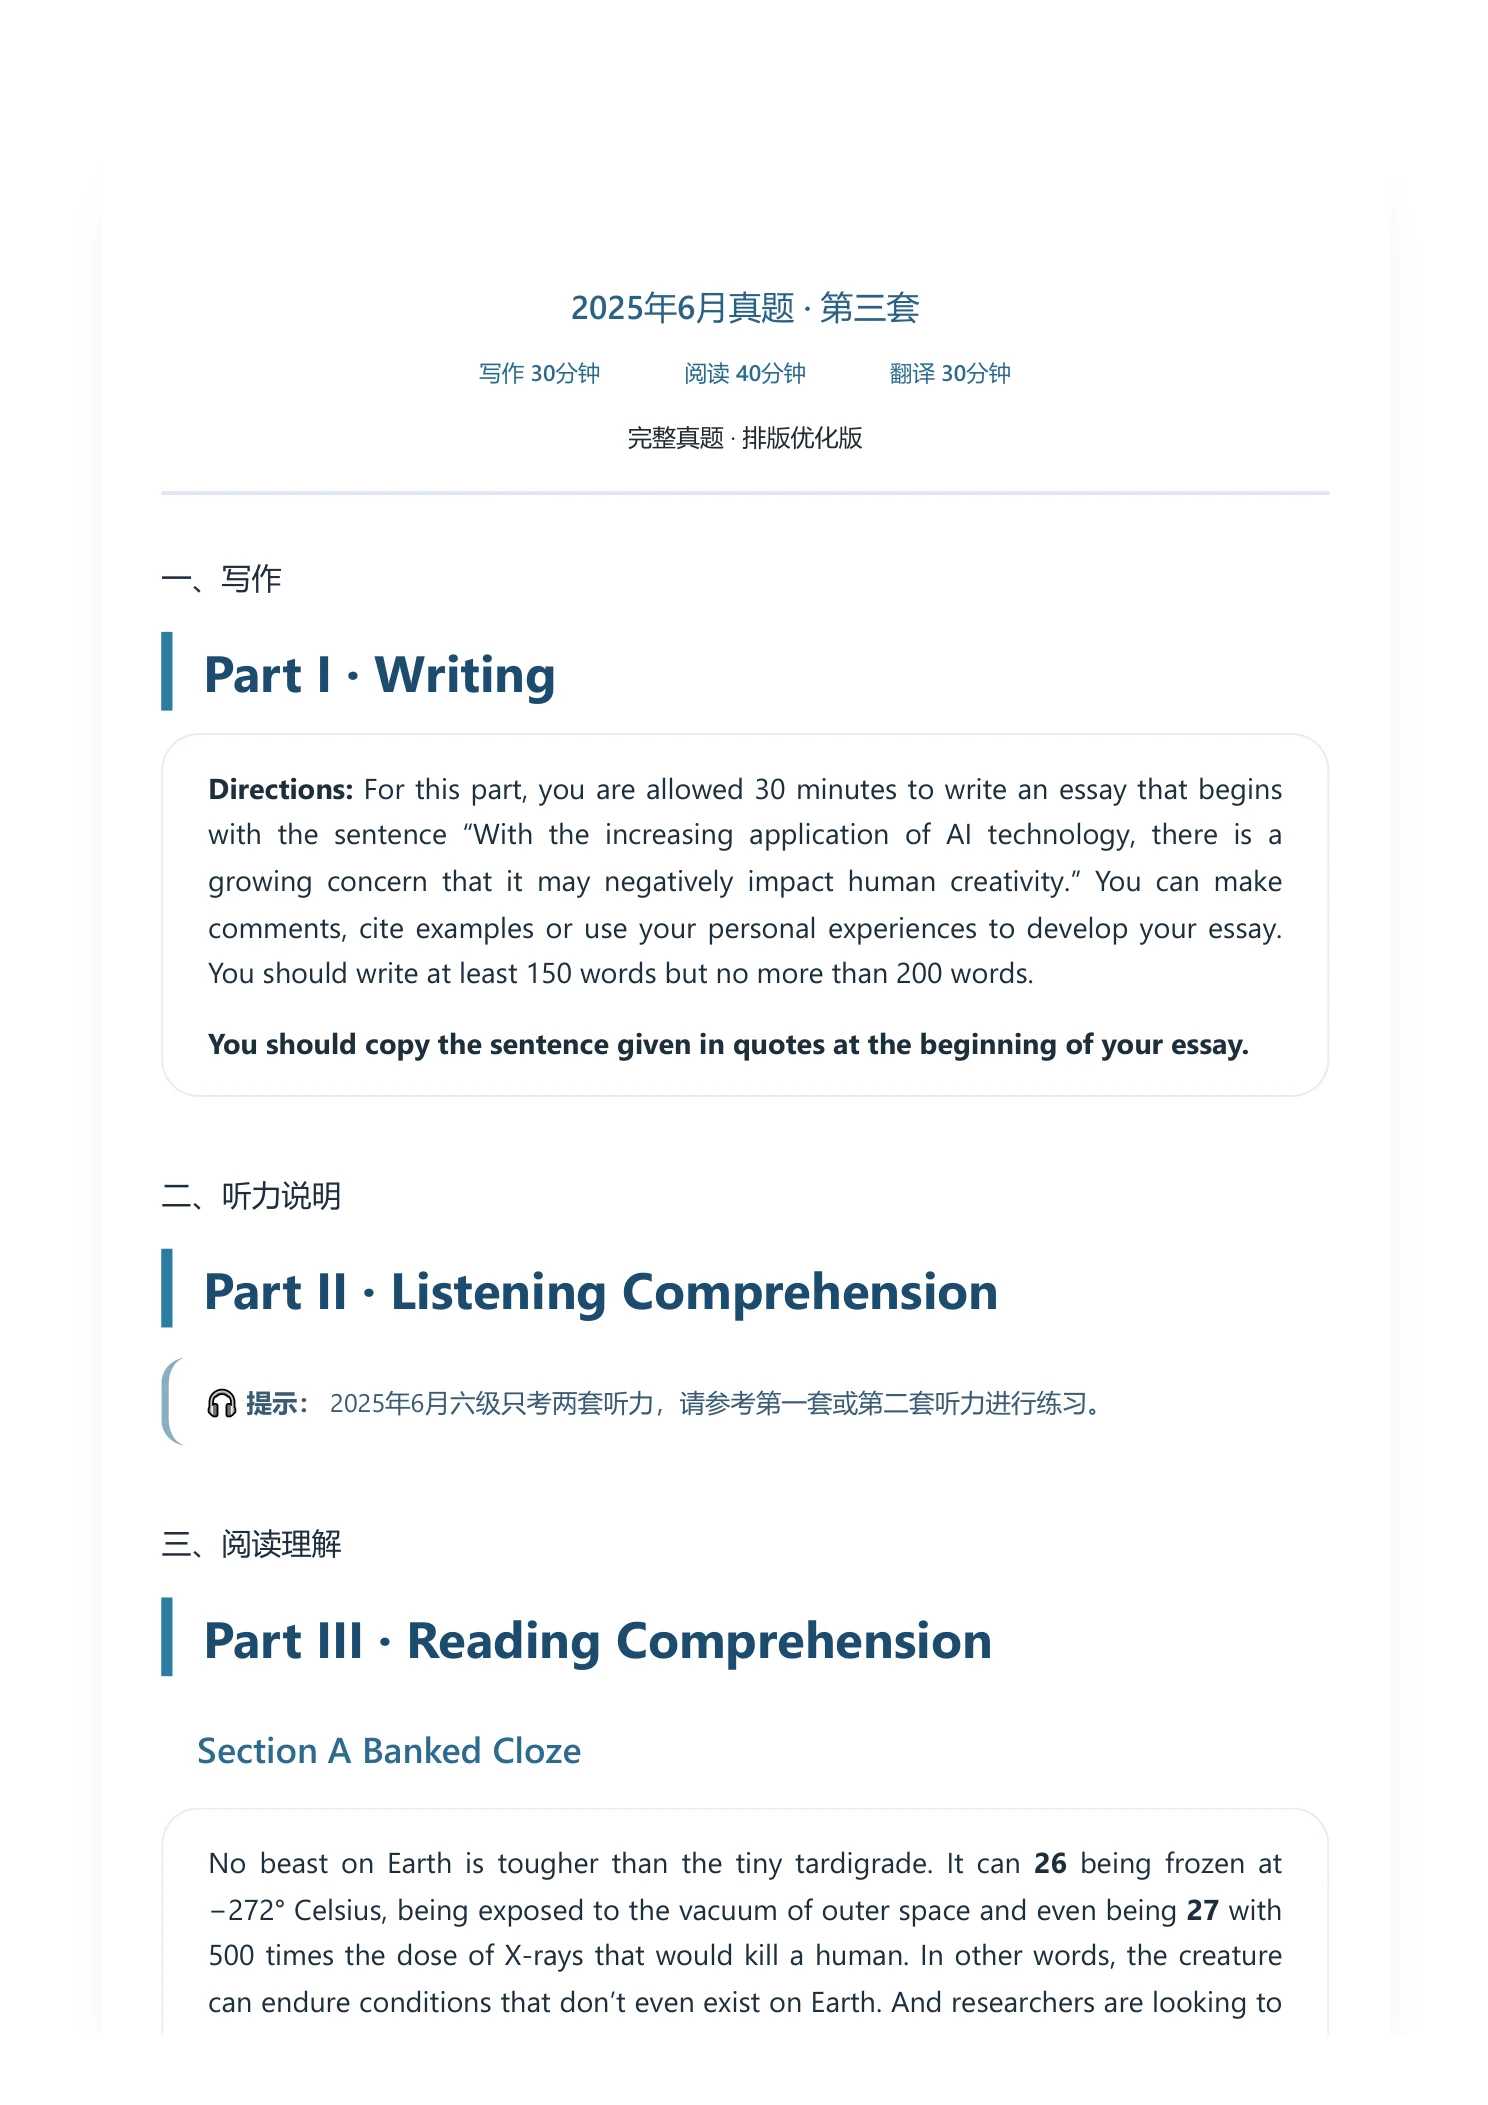 2025年6月真题 · 第三套
写作 30分钟 阅读 40分钟 翻译 30分钟
完整真题 · 排版优化版
一、写作
Part I · Writing
Directions: For this part, you are allowed 30 minutes to write an essay that begins
with the sentence “With the increasing application of AI technology, there is a
growing concern that it may negatively impact human creativity.” You can make
comments, cite examples or use your personal experiences to develop your essay.
You should write at least 150 words but no more than 200 words.
You should copy the sentence given in quotes at the beginning of your essay.
二、听力说明
Part II · Listening Comprehension
🎧 提示： 2025年6月六级只考两套听力，请参考第一套或第二套听力进行练习。
三、阅读理解
Part III · Reading Comprehension
Section A Banked Cloze
No beast on Earth is tougher than the tiny tardigrade. It can 26 being frozen at
−272° Celsius, being exposed to the vacuum of outer space and even being 27 with
500 times the dose of X-rays that would kill a human. In other words, the creature
can endure conditions that don’t even exist on Earth. And researchers are looking to